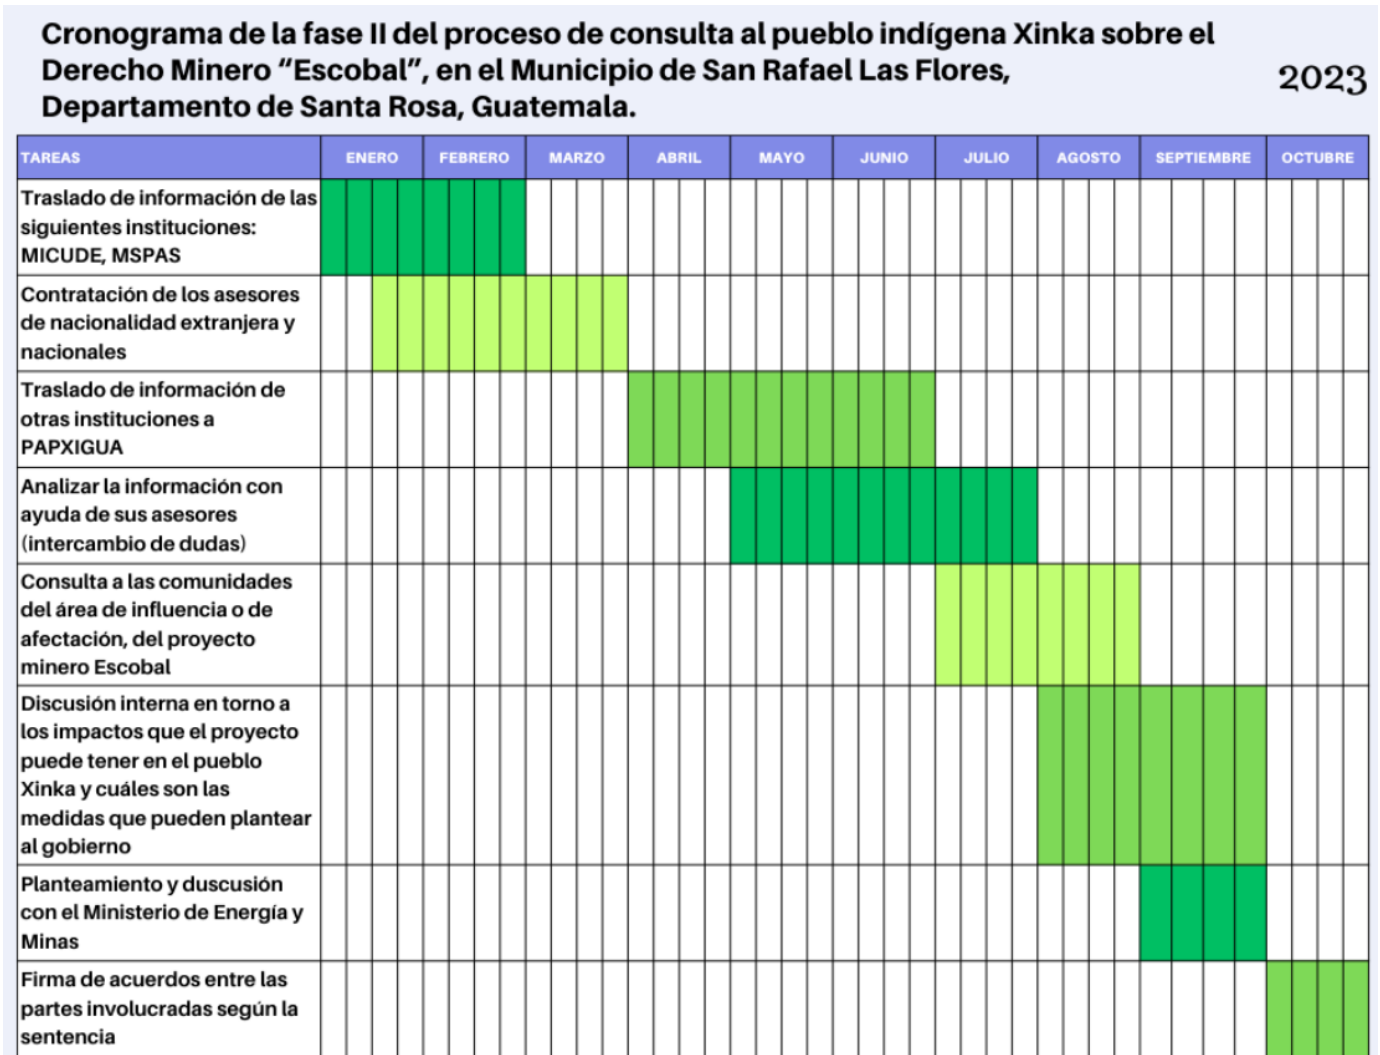 Cronograma de la fase II del proceso de consulta al pueblo indígena Xinka sobre el
Derecho Minero “Escobal”, en el Municipio de San Rafael Las Flores,
Departamento de Santa Rosa, Guatemala.
2023
TAREAS ENERO FEBRERO MARZO ABRIL MAYO JUNIO JULIO AGOSTO SEPTIEMBRE OCTUBRE
Traslado de información de las
siguientes instituciones:
MICUDE, MSPAS
Contratación de los asesores
de nacionalidad extranjera y
nacionales
Traslado de información de
otras instituciones a
PAPXIGUA
Analizar la información con
ayuda de sus asesores
(intercambio de dudas)
Consulta a las comunidades
del área de influencia o de
afectación, del proyecto
minero Escobal
Discusión interna en torno a
los impactos que el proyecto
puede tener en el pueblo
Xinka y cuáles son las
medidas que pueden plantear
al gobierno
Planteamiento y duscusión
con el Ministerio de Energía y
Minas
Firma de acuerdos entre las
partes involucradas según la
sentencia